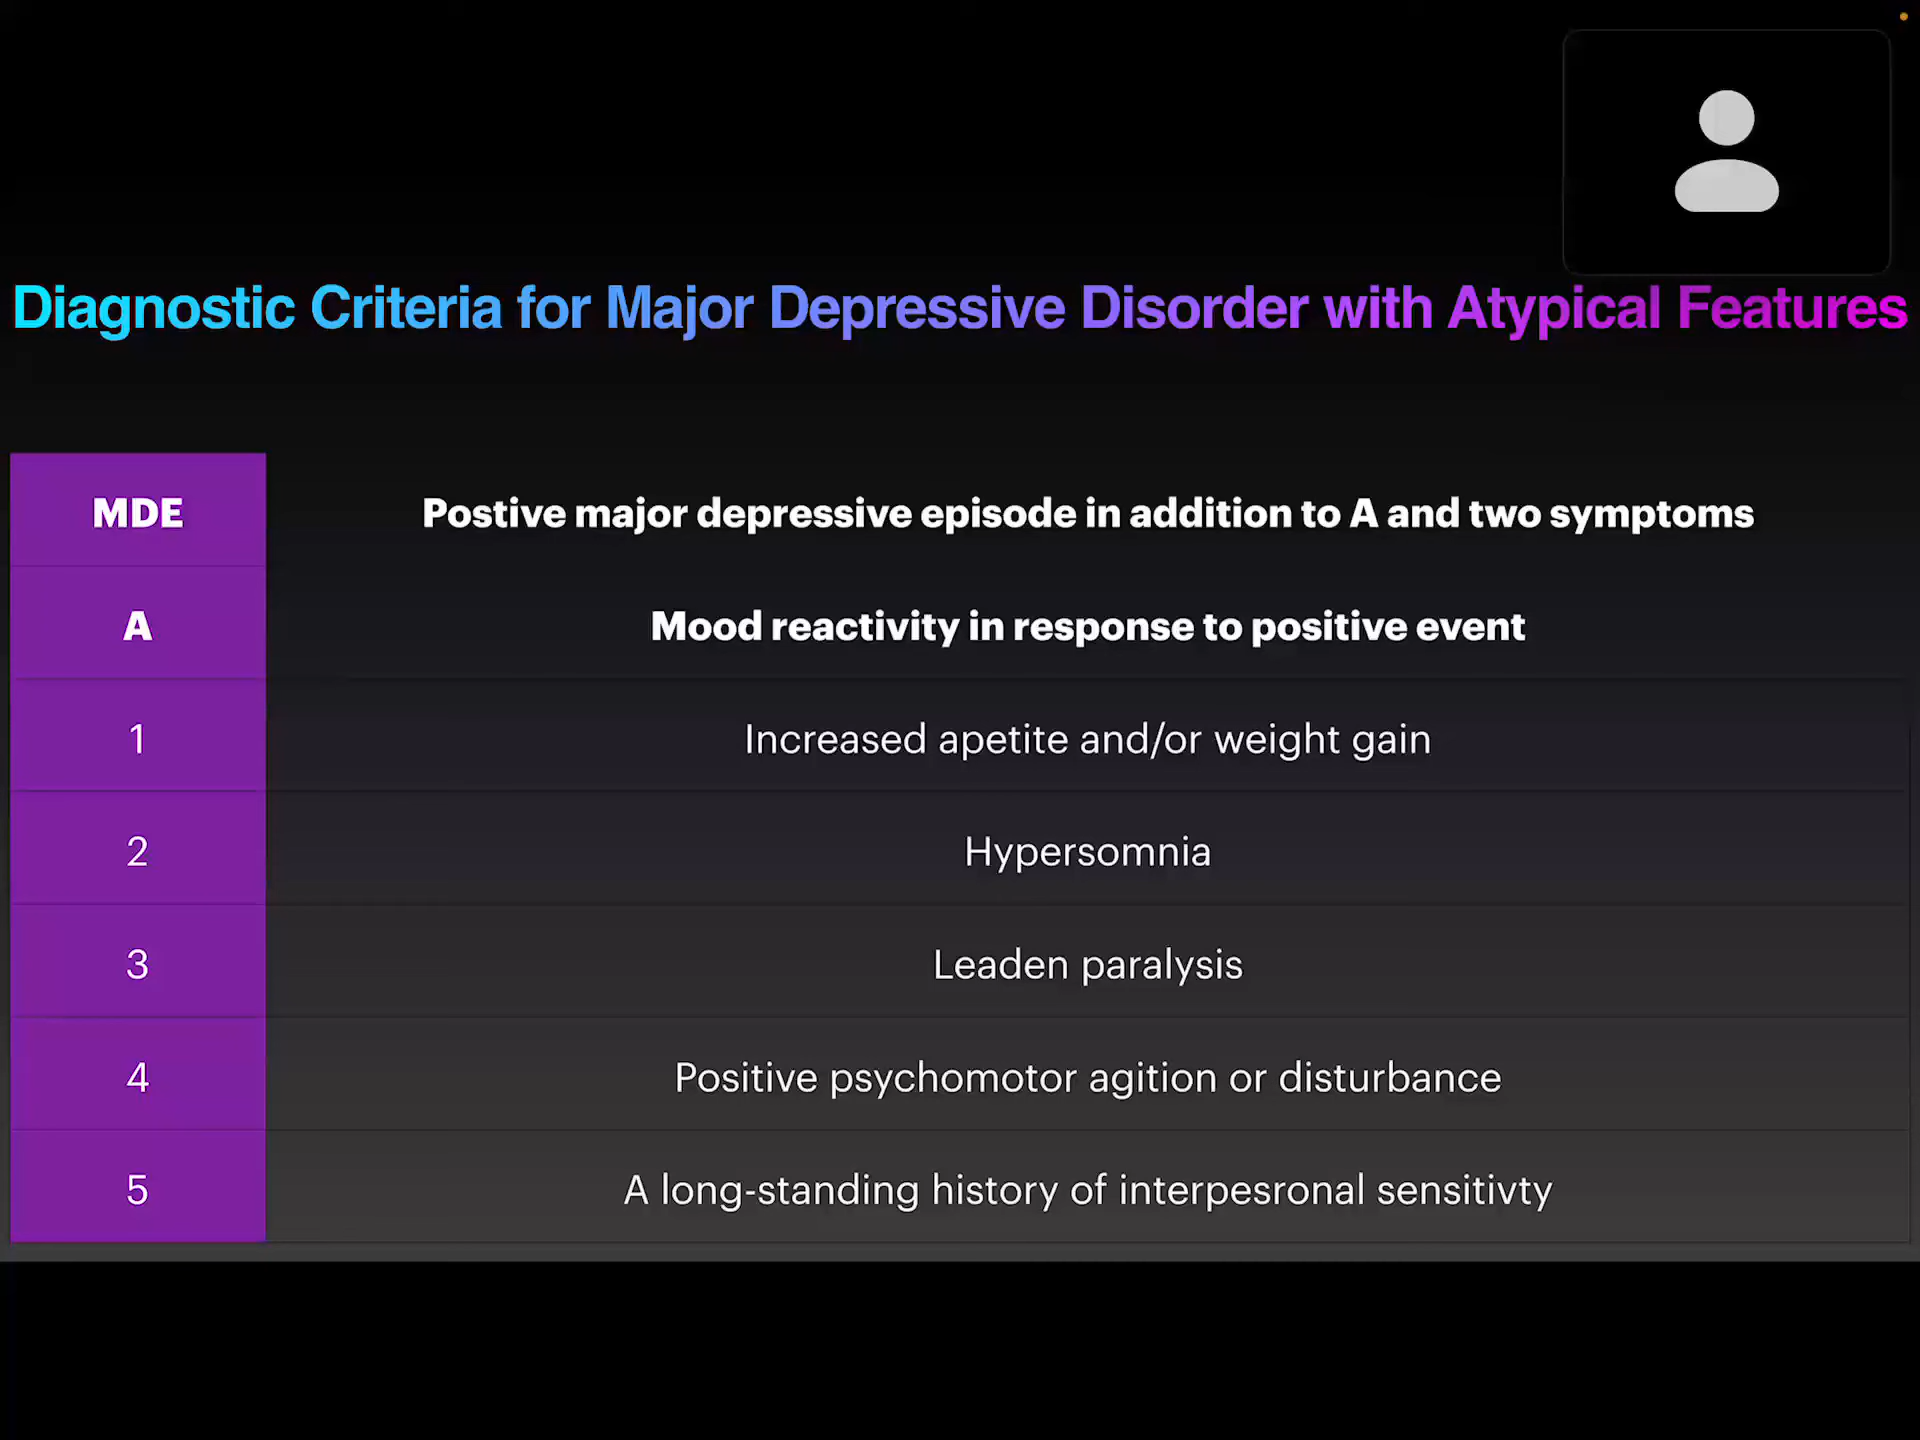 Diagnostic Criteria for Major Depressive Disorder with Atypical Features
MDE Postive major depressive episode in addition to A and two symptoms
A Mood reactivity in response to positive event
1 Increased apetite and/or weight gain
2 Hypersomnia
3 Leaden paralysis
4 Positive psychomotor agition or disturbance
5 A long-standing history of interpesronal sensitivty